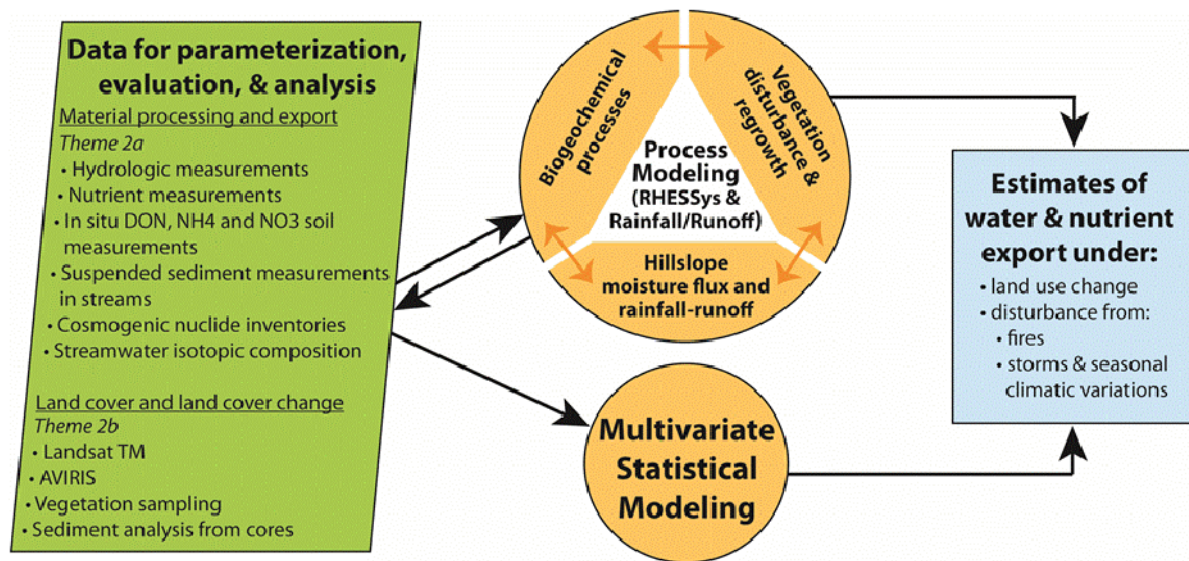 Data for parameterization,
evaluation, & analysis
Material processing and export
Theme 2a
• Hydrologic measurements
• Nutrient measurements
• In situ DON, NH4 and NO3 soil
measurements
• Suspended sediment measurements
in streams
• Cosmogenic nuclide inventories
• Streamwater isotopic composition
Land cover and land cover change
Theme 2b
• Landsat TM
• AVIRIS
• Vegetation sampling
• Sediment analysis from cores
Biogeochemical
processes
Vegetation
disturbance &
regrowth
Process
Modeling
(RHESSys &
Rainfall/Runoff)
Hillslope
moisture flux and
rainfall-runoff
Multivariate
Statistical
Modeling
Estimates of
water & nutrient
export under:
• land use change
• disturbance from:
• fires
• storms & seasonal
climatic variations